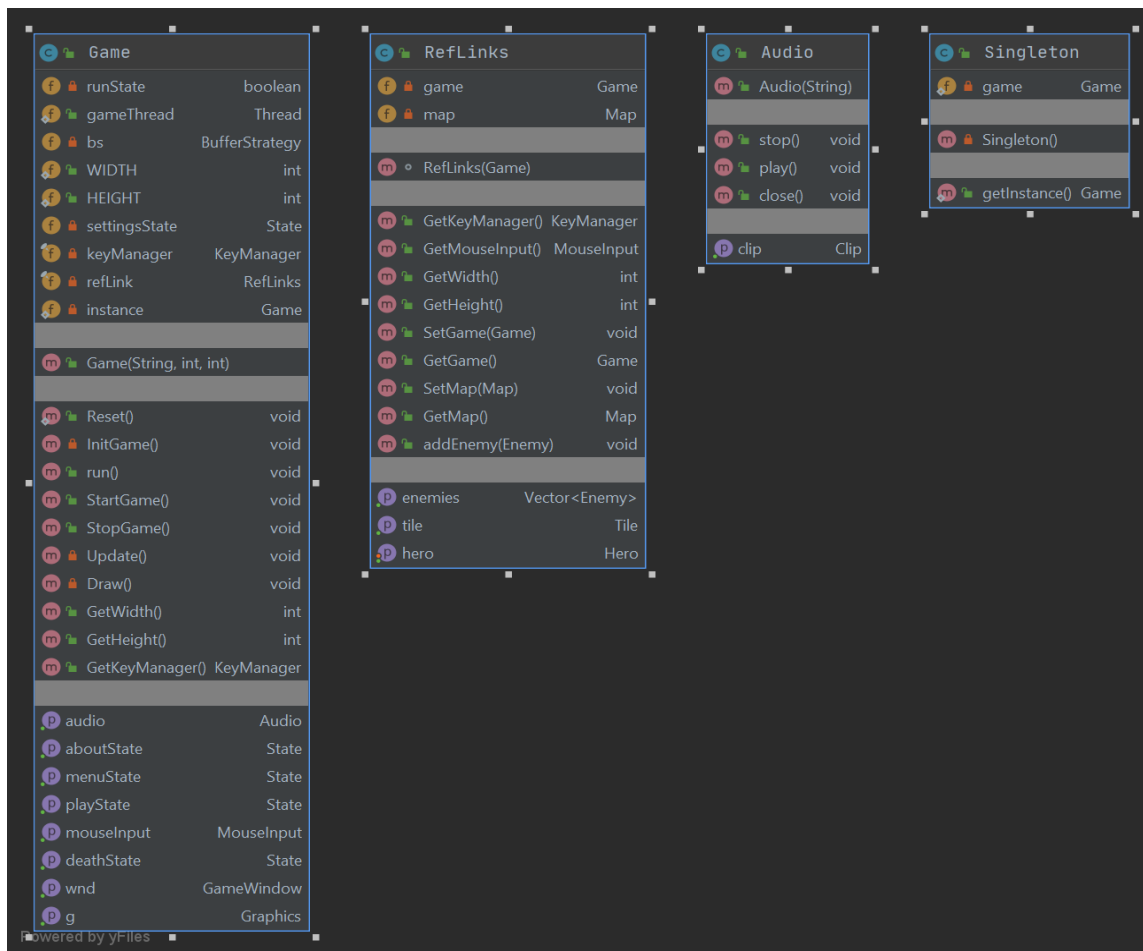 Game
runState boolean
gameThread Thread
bs BufferStrategy
WIDTH int
HEIGHT int
settingsState State
keyManager KeyManager
refLink RefLinks
instance Game
Game(String, int, int)
Reset() void
InitGame() void
run() void
StartGame() void
StopGame() void
Update() void
Draw() void
GetWidth() int
GetHeight() int
GetKeyManager() KeyManager
audio Audio
aboutState State
menuState State
playState State
mouseInput MouseInput
deathState State
wnd GameWindow
g Graphics
Powered by yFiles
RefLinks
game Game
map Map
RefLinks(Game)
GetKeyManager() KeyManager
GetMouseInput() MouseInput
GetWidth() int
GetHeight() int
SetGame(Game) void
GetGame() Game
SetMap(Map) void
GetMap() Map
addEnemy(Enemy) void
enemies Vector<Enemy>
tile Tile
hero Hero
Audio
Audio(String)
stop() void
play() void
close() void
clip Clip
Singleton
game Game
Singleton()
getInstance() Game